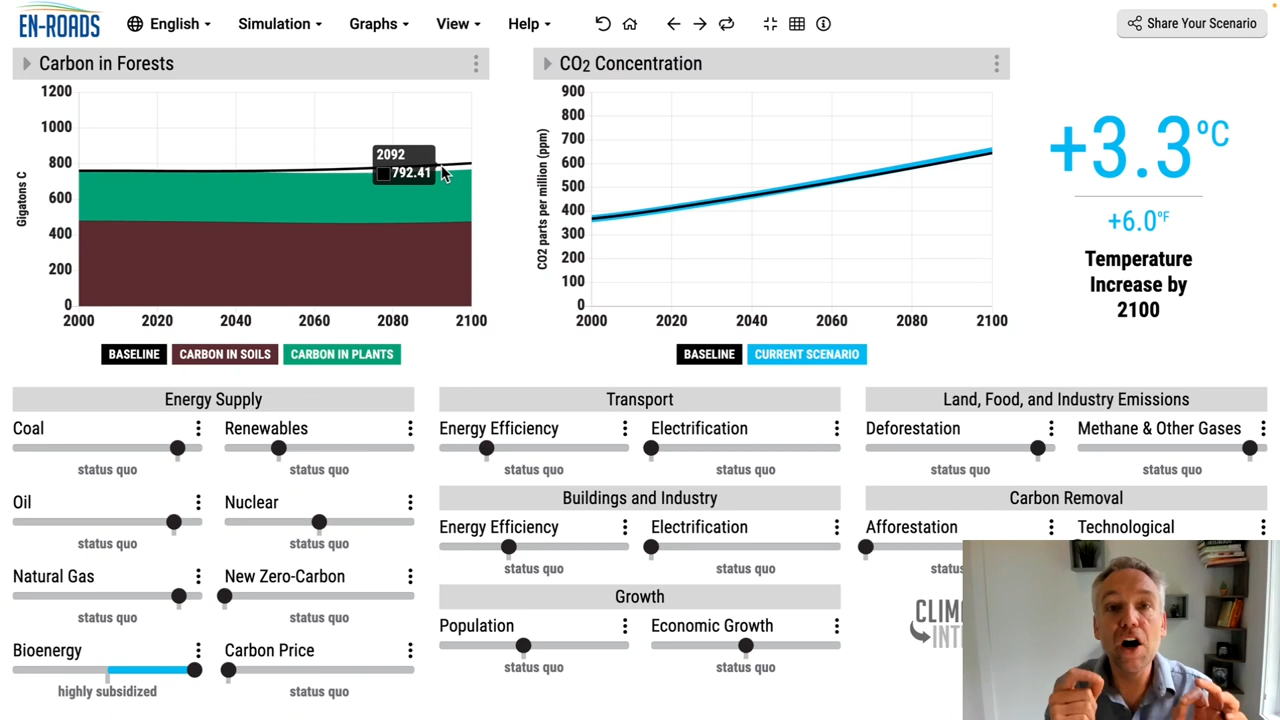 EN-ROADS
English
Simulation
Graphs
View
Help
Share Your Scenario
Carbon in Forests
1200
1000
800
600
400
200
0
Gigatons C
2000
2020
2040
2060
2080
2100
2092
792.41
BASELINE
CARBON IN SOILS
CARBON IN PLANTS
CO2 Concentration
900
800
700
600
500
400
300
200
100
0
CO2 parts per million (ppm)
2000
2020
2040
2060
2080
2100
BASELINE
CURRENT SCENARIO
+3.3°C
+6.0°F
Temperature
Increase by
2100
Energy Supply
Coal
status quo
Renewables
status quo
Oil
status quo
Nuclear
status quo
Natural Gas
status quo
New Zero-Carbon
status quo
Bioenergy
highly subsidized
Carbon Price
status quo
Transport
Energy Efficiency
status quo
Electrification
status quo
Buildings and Industry
Energy Efficiency
status quo
Electrification
status quo
Growth
Population
status quo
Economic Growth
status quo
Land, Food, and Industry Emissions
Deforestation
status quo
Methane & Other Gases
status quo
Carbon Removal
Afforestation
Technological